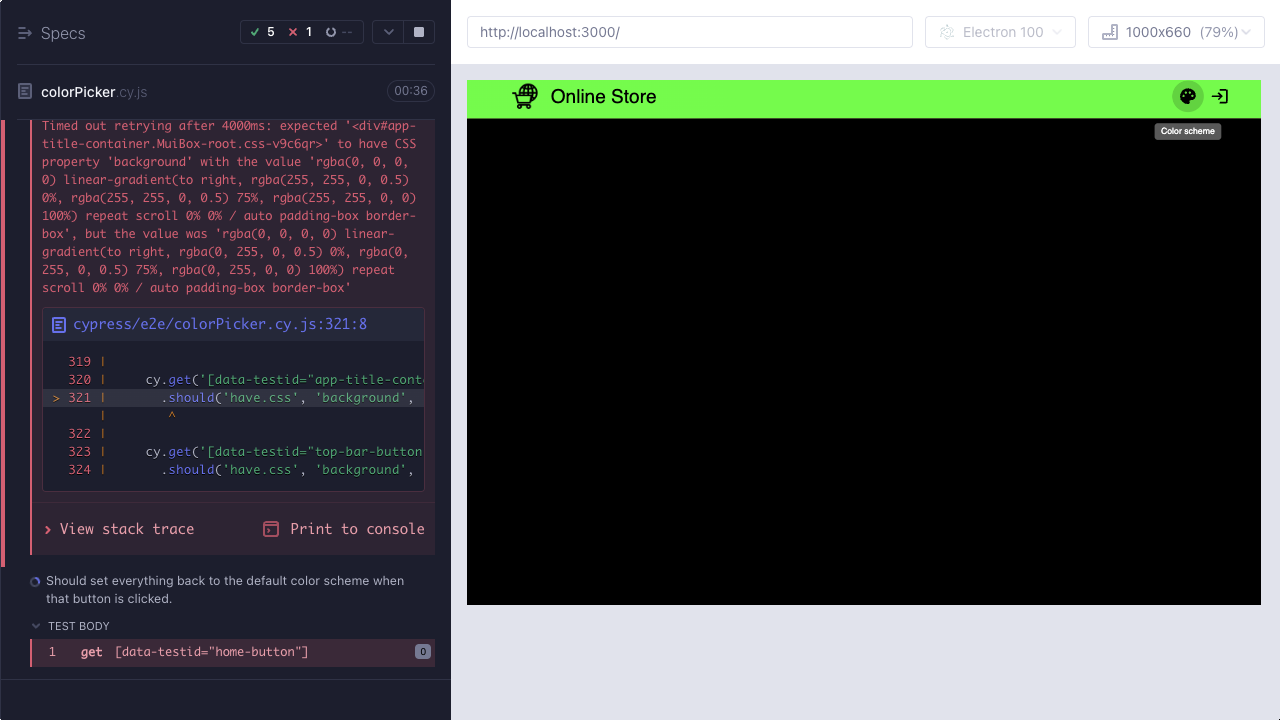 Specs
5
1
--
http://localhost:3000/
Electron 100
1000x660 (79%)
colorPicker.cy.js
00:36
Timed out retrying after 4000ms: expected '<div#app-
title-container.MuiBox-root.css-v9c6qr>' to have CSS
property 'background' with the value 'rgba(0, 0, 0,
0) linear-gradient(to right, rgba(255, 255, 0, 0.5)
0%, rgba(255, 255, 0, 0.5) 75%, rgba(255, 255, 0, 0)
100%) repeat scroll 0% 0% / auto padding-box border-
box', but the value was 'rgba(0, 0, 0, 0) linear-
gradient(to right, rgba(0, 255, 0, 0.5) 0%, rgba(0,
255, 0, 0.5) 75%, rgba(0, 255, 0, 0) 100%) repeat
scroll 0% 0% / auto padding-box border-box'
cypress/e2e/colorPicker.cy.js:321:8
319 |
320 | cy.get('[data-testid="app-title-cont
> 321 | .should('have.css', 'background',
| ^
322 |
323 | cy.get('[data-testid="top-bar-button
324 | .should('have.css', 'background',
View stack trace
Print to console
Should set everything back to the default color scheme when
that button is clicked.
TEST BODY
1 get [data-testid="home-button"] 0
Online Store
Color scheme